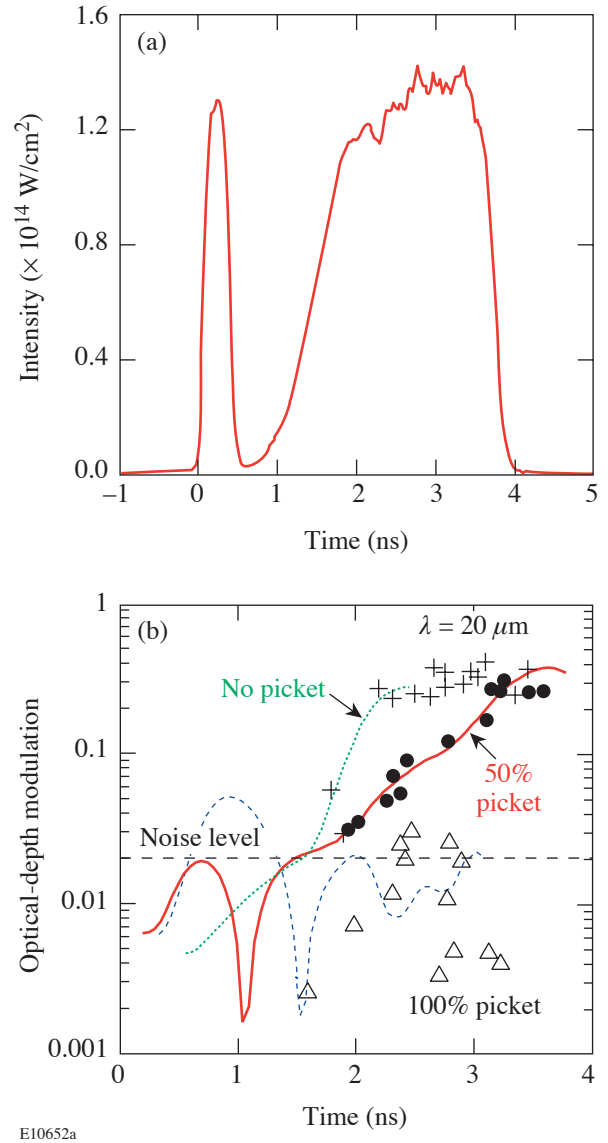 (a)
1.6
1.2
0.8
0.4
0.0
Intensity (× 10¹⁴ W/cm²)
–1 0 1 2 3 4 5
Time (ns)
(b)
λ = 20 μm
No picket
50%
picket
Noise level
100% picket
1
0.1
0.01
0.001
Optical-depth modulation
0 1 2 3 4
Time (ns)
E10652a